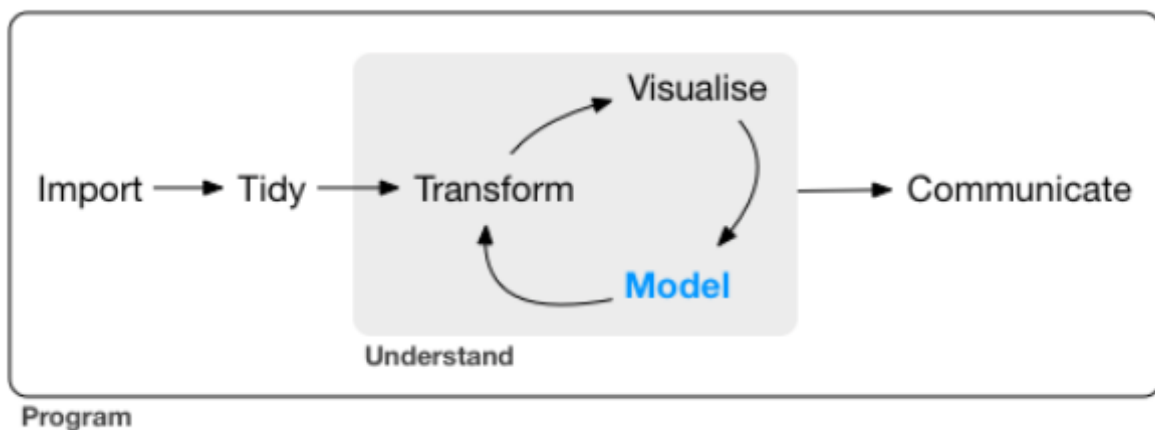 Visualise
Import Tidy Transform Communicate
Model
Understand
Program